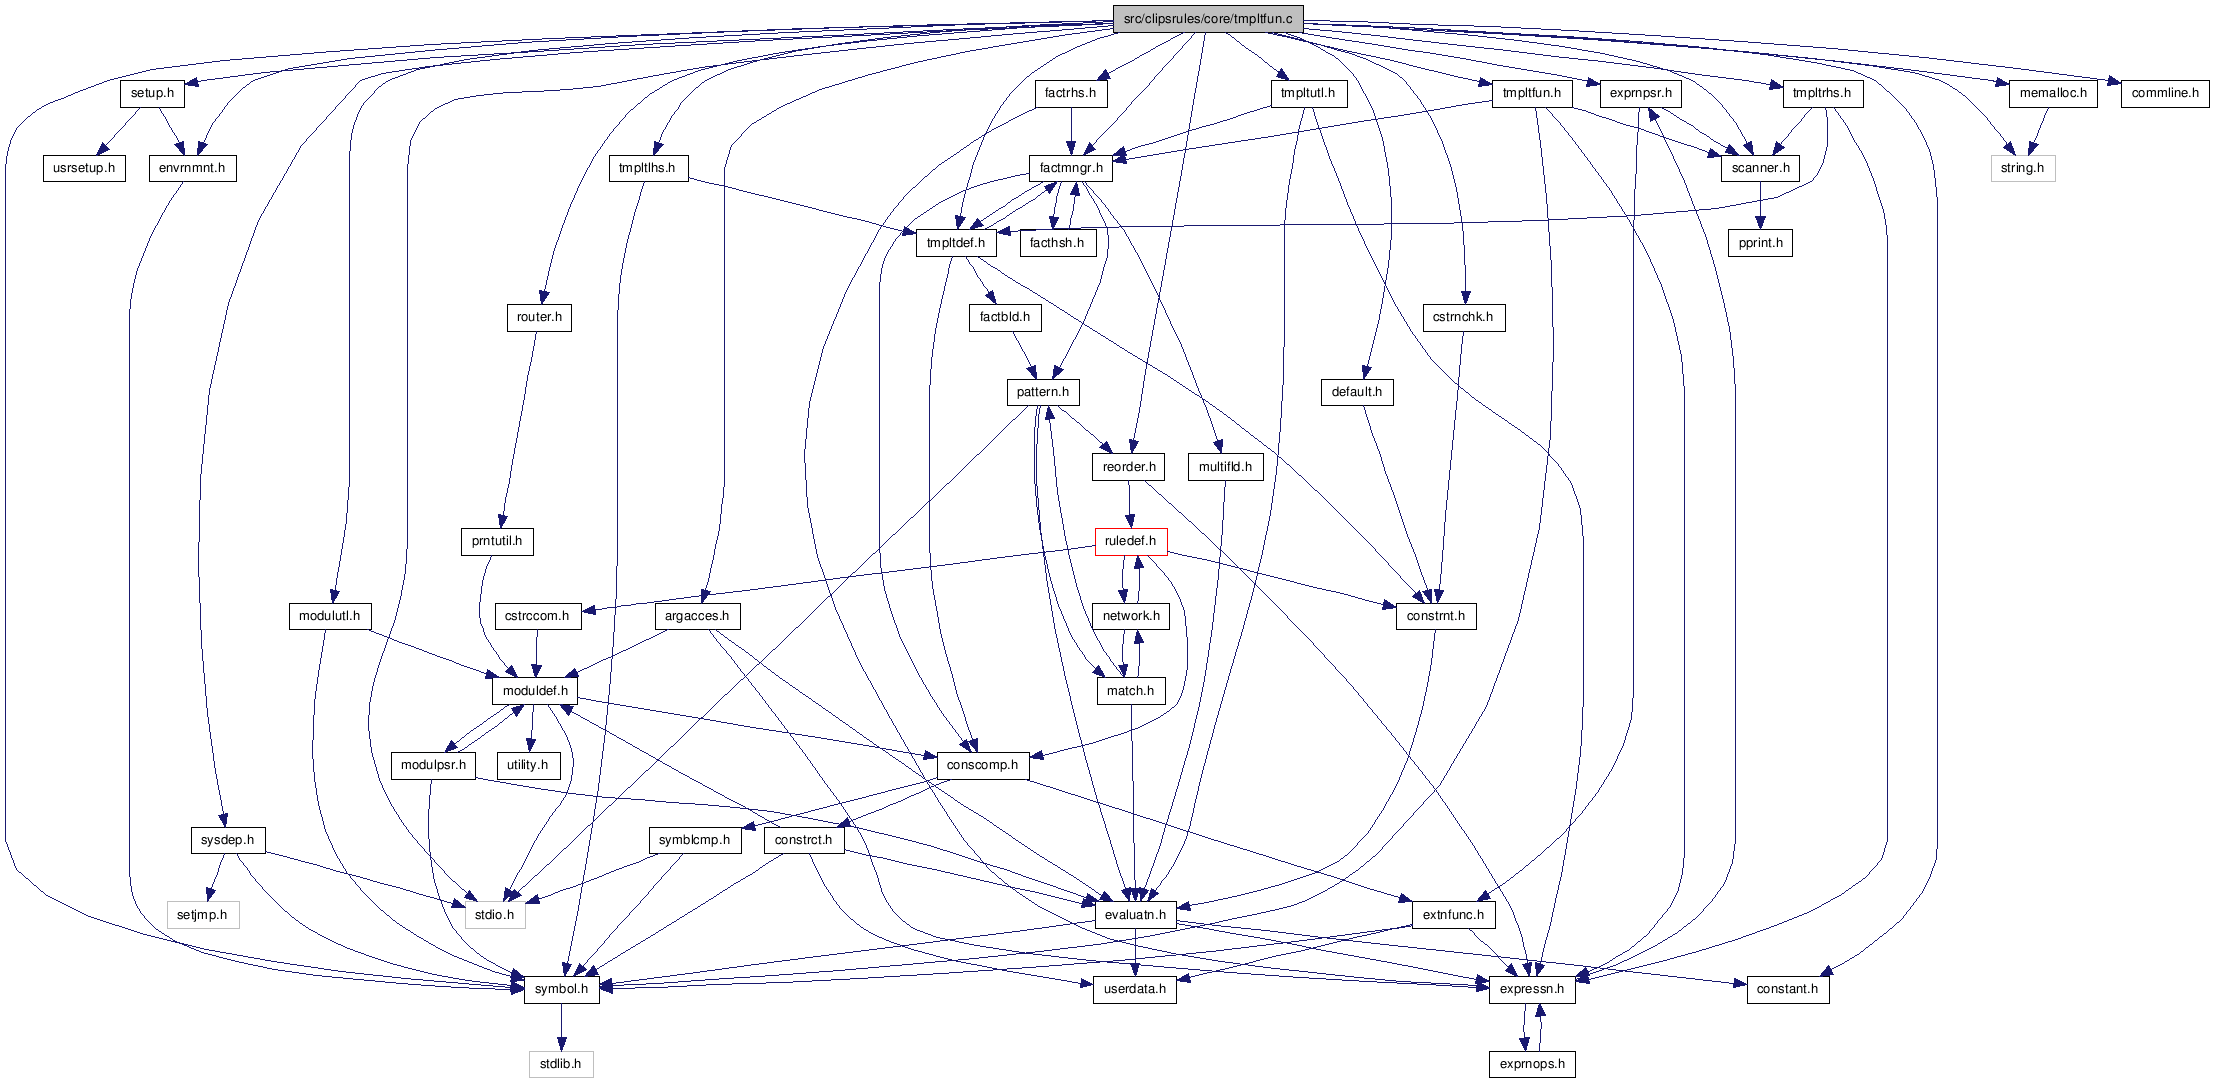 src/clipsrules/core/tmpltfun.c
setup.h
factrhs.h
tmpltutl.h
tmpltfun.h
exprnpsr.h
tmpltrhs.h
memalloc.h
commline.h
usrsetup.h
envrnmnt.h
tmpltlhs.h
factmngr.h
scanner.h
string.h
tmpltdef.h
facthsh.h
pprint.h
router.h
factbld.h
cstrnchk.h
pattern.h
default.h
reorder.h
multifld.h
prntutil.h
ruledef.h
modulutl.h
cstrccom.h
argacces.h
network.h
constrnt.h
moduldef.h
match.h
modulpsr.h
utility.h
conscomp.h
sysdep.h
symblcmp.h
constrct.h
setjmp.h
stdio.h
evaluatn.h
extnfunc.h
symbol.h
userdata.h
expressn.h
constant.h
stdlib.h
exprnops.h